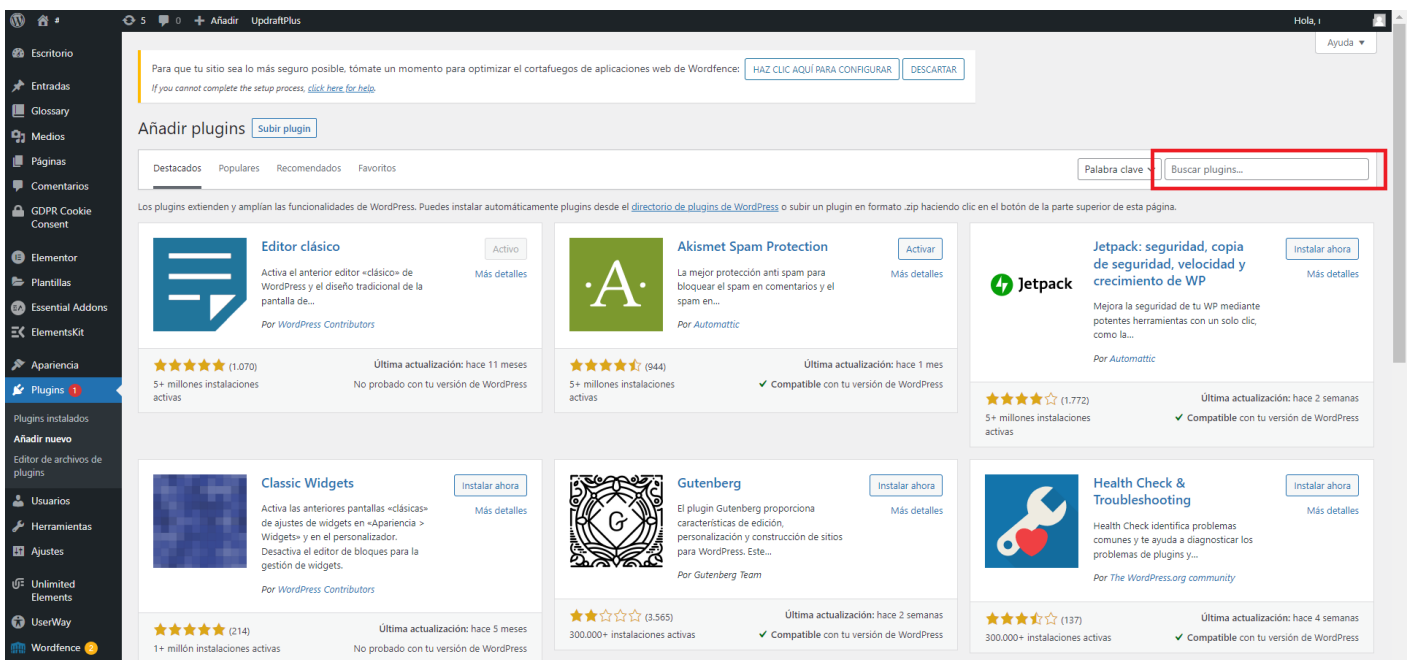 #
5
0
+ Añadir
UpdraftPlus
Hola,
Ayuda ▼
Escritorio
Entradas
Glossary
Medios
Páginas
Comentarios
GDPR Cookie
Consent
Elementor
Plantillas
Essential Addons
ElementsKit
Apariencia
Plugins 1
Plugins instalados
Añadir nuevo
Editor de archivos de
plugins
Usuarios
Herramientas
Ajustes
Unlimited
Elements
UserWay
Wordfence 2
Para que tu sitio sea lo más seguro posible, tómate un momento para optimizar el cortafuegos de aplicaciones web de Wordfence: HAZ CLIC AQUÍ PARA CONFIGURAR DESCARTAR
If you cannot complete the setup process, click here for help.
Añadir plugins Subir plugin
Destacados Populares Recomendados Favoritos Palabra clave Buscar plugins...
Los plugins extienden y amplían las funcionalidades de WordPress. Puedes instalar automáticamente plugins desde el directorio de plugins de WordPress o subir un plugin en formato .zip haciendo clic en el botón de la parte superior de esta página.
Editor clásico
Activo
Más detalles
Activa el anterior editor «clásico» de
WordPress y el diseño tradicional de la
pantalla de...
Por WordPress Contributors
(1.070)
5+ millones instalaciones
activas
Última actualización: hace 11 meses
No probado con tu versión de WordPress
·A·
Akismet Spam Protection
Activar
Más detalles
La mejor protección anti spam para
bloquear el spam en comentarios y el
spam en...
Por Automattic
(944)
5+ millones instalaciones
activas
Última actualización: hace 1 mes
✔ Compatible con tu versión de WordPress
Jetpack
Jetpack: seguridad, copia
de seguridad, velocidad y
crecimiento de WP
Instalar ahora
Más detalles
Mejora la seguridad de tu WP mediante
potentes herramientas con un solo clic,
como la...
Por Automattic
(1.772)
5+ millones instalaciones
activas
Última actualización: hace 2 semanas
✔ Compatible con tu versión de WordPress
Classic Widgets
Instalar ahora
Más detalles
Activa las anteriores pantallas «clásicas»
de ajustes de widgets en «Apariencia >
Widgets» y en el personalizador.
Desactiva el editor de bloques para la
gestión de widgets.
Por WordPress Contributors
(214)
1+ millón instalaciones activas
Última actualización: hace 5 meses
No probado con tu versión de WordPress
G
Gutenberg
Instalar ahora
Más detalles
El plugin Gutenberg proporciona
características de edición,
personalización y construcción de sitios
para WordPress. Este...
Por Gutenberg Team
(3.565)
300.000+ instalaciones activas
Última actualización: hace 2 semanas
✔ Compatible con tu versión de WordPress
Health Check &
Troubleshooting
Instalar ahora
Más detalles
Health Check identifica problemas
comunes y te ayuda a diagnosticar los
problemas de plugins y...
Por The WordPress.org community
(137)
300.000+ instalaciones activas
Última actualización: hace 4 semanas
✔ Compatible con tu versión de WordPress